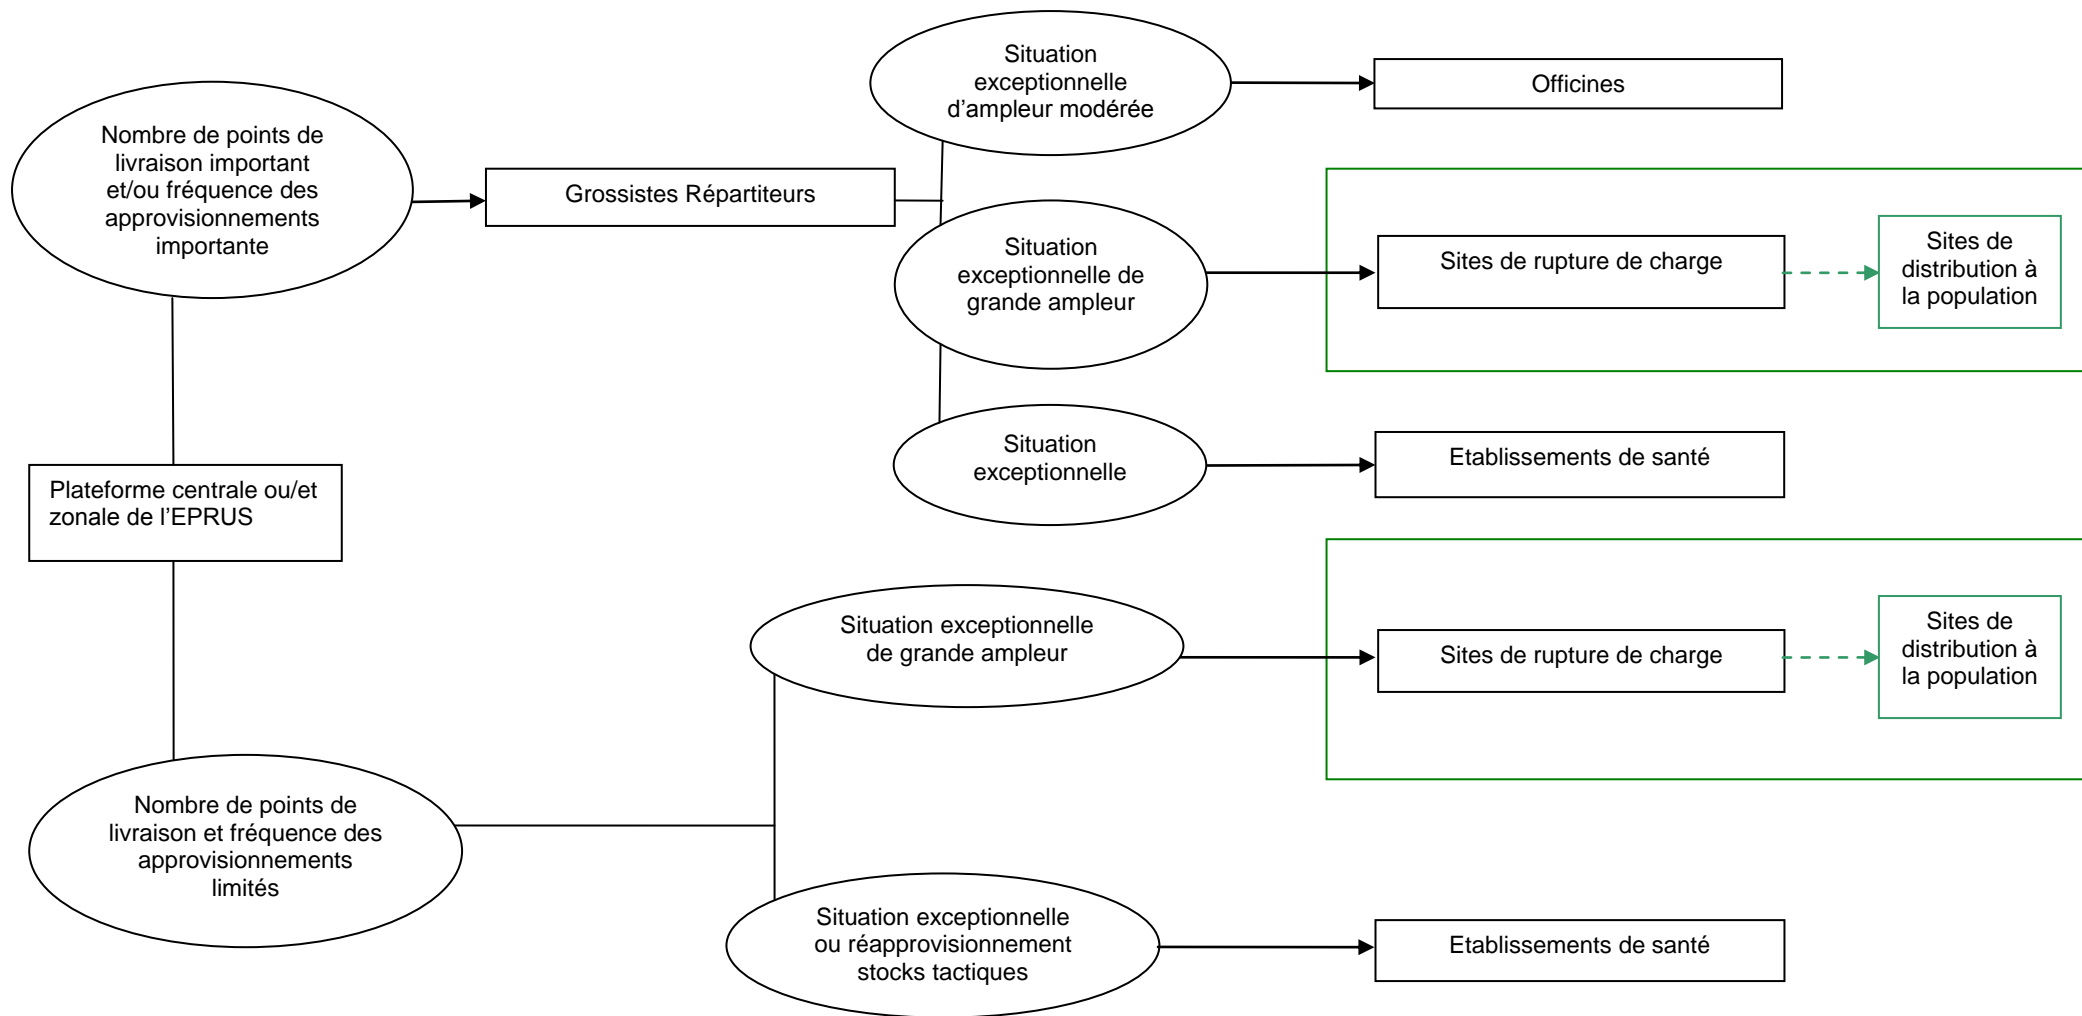 Situation
exceptionnelle
d’ampleur modérée
Officines
Nombre de points de
livraison important
et/ou fréquence des
approvisionnements
importante
Grossistes Répartiteurs
Situation
exceptionnelle de
grande ampleur
Sites de rupture de charge
Sites de
distribution à
la population
Situation
exceptionnelle
Etablissements de santé
Plateforme centrale ou/et
zonale de l’EPRUS
Situation exceptionnelle
de grande ampleur
Sites de rupture de charge
Sites de
distribution à
la population
Nombre de points de
livraison et fréquence des
approvisionnements
limités
Situation exceptionnelle
ou réapprovisionnement
stocks tactiques
Etablissements de santé